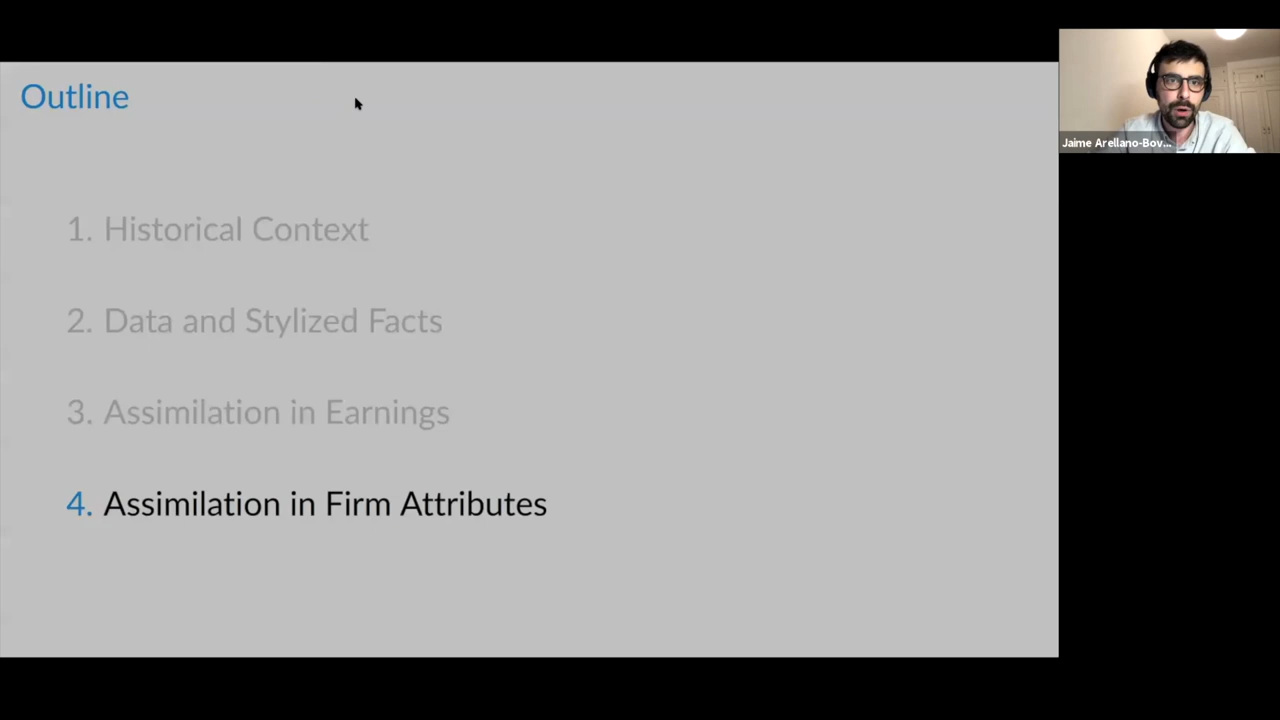 Outline
1. Historical Context
2. Data and Stylized Facts
3. Assimilation in Earnings
4. Assimilation in Firm Attributes
Jaime Arellano-Bov...